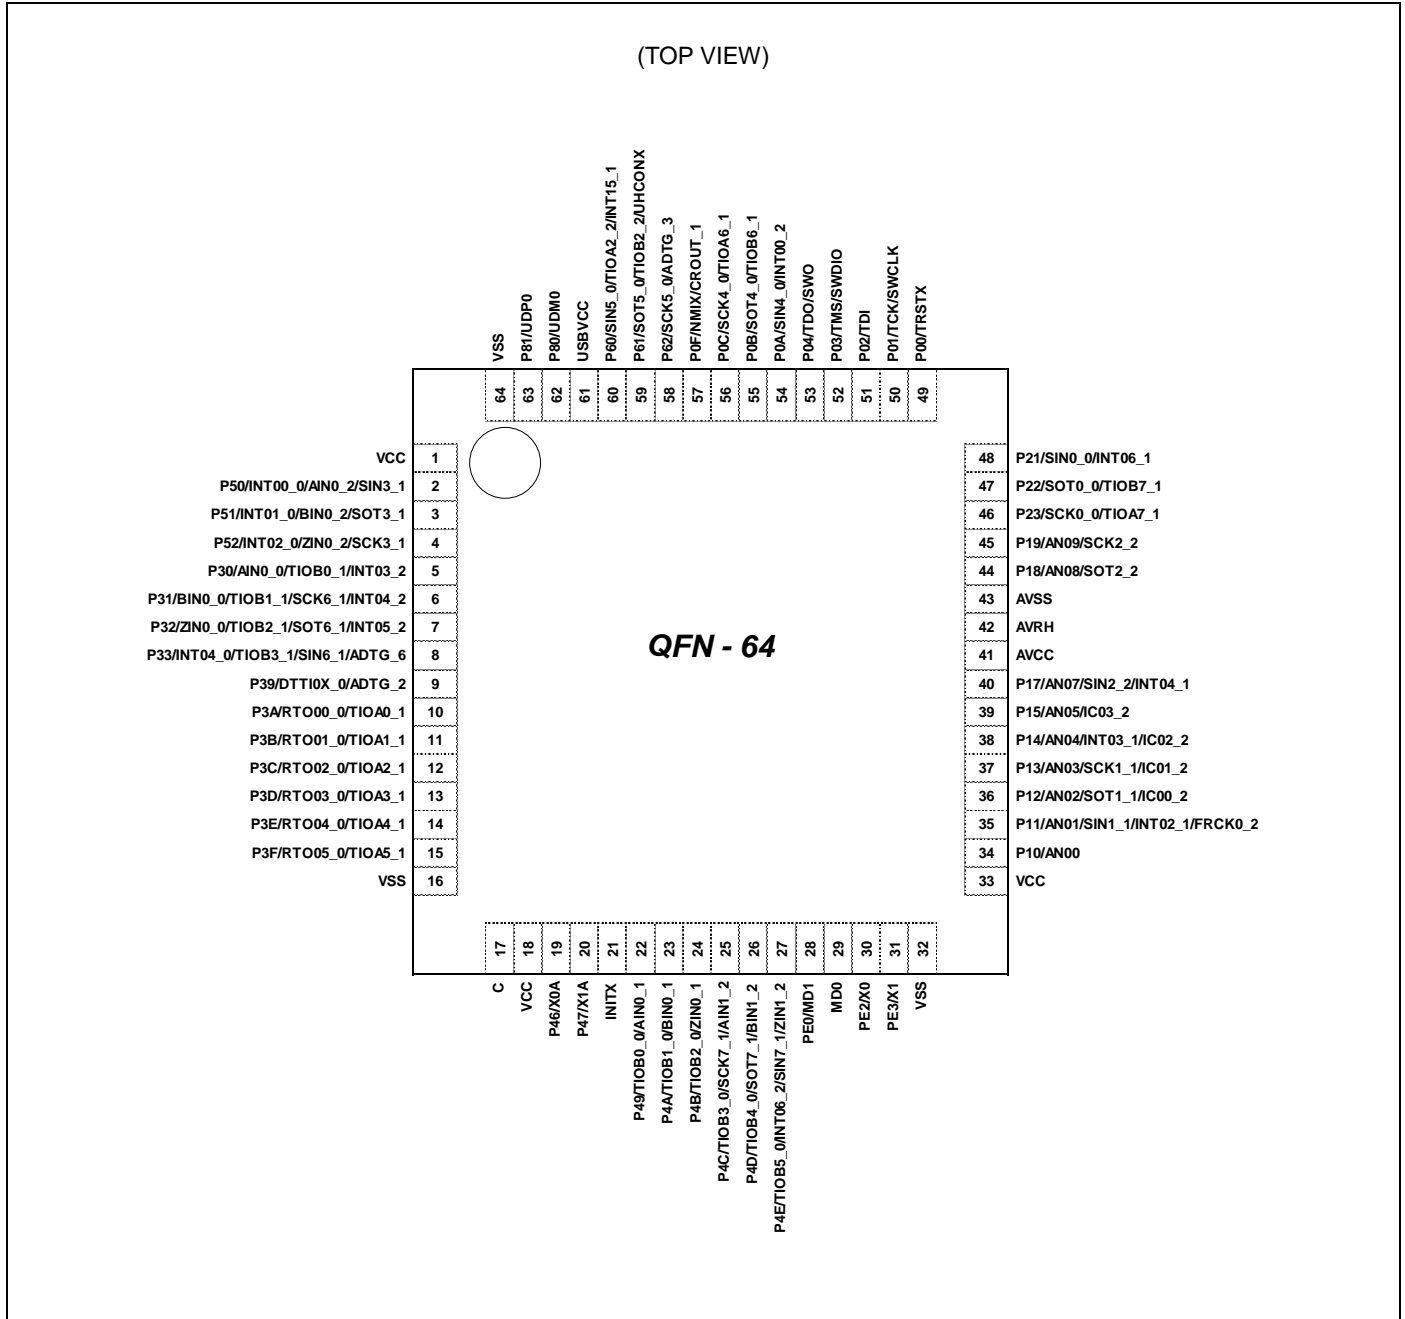 (TOP VIEW)
VSS
P81/UDP0
P80/UDM0
USBVCC
P60/SIN5_0/TIOA2_2/INT15_1
P61/SOT5_0/TIOB2_2/UHCONX
P62/SCK5_0/ADTG_3
P0F/NMIX/CROUT_1
P0C/SCK4_0/TIOA6_1
P0B/SOT4_0/TIOB6_1
P0A/SIN4_0/INT00_2
P04/TDO/SWO
P03/TMS/SWDIO
P02/TDI
P01/TCK/SWCLK
P00/TRSTX
64
63
62
61
60
59
58
57
56
55
54
53
52
51
50
49
VCC 1
P50/INT00_0/AIN0_2/SIN3_1 2
P51/INT01_0/BIN0_2/SOT3_1 3
P52/INT02_0/ZIN0_2/SCK3_1 4
P30/AIN0_0/TIOB0_1/INT03_2 5
P31/BIN0_0/TIOB1_1/SCK6_1/INT04_2 6
P32/ZIN0_0/TIOB2_1/SOT6_1/INT05_2 7
P33/INT04_0/TIOB3_1/SIN6_1/ADTG_6 8
P39/DTTI0X_0/ADTG_2 9
P3A/RTO00_0/TIOA0_1 10
P3B/RTO01_0/TIOA1_1 11
P3C/RTO02_0/TIOA2_1 12
P3D/RTO03_0/TIOA3_1 13
P3E/RTO04_0/TIOA4_1 14
P3F/RTO05_0/TIOA5_1 15
VSS 16
QFN - 64
48 P21/SIN0_0/INT06_1
47 P22/SOT0_0/TIOB7_1
46 P23/SCK0_0/TIOA7_1
45 P19/AN09/SCK2_2
44 P18/AN08/SOT2_2
43 AVSS
42 AVRH
41 AVCC
40 P17/AN07/SIN2_2/INT04_1
39 P15/AN05/IC03_2
38 P14/AN04/INT03_1/IC02_2
37 P13/AN03/SCK1_1/IC01_2
36 P12/AN02/SOT1_1/IC00_2
35 P11/AN01/SIN1_1/INT02_1/FRCK0_2
34 P10/AN00
33 VCC
17
18
19
20
21
22
23
24
25
26
27
28
29
30
31
32
C
VCC
P46/X0A
P47/X1A
INITX
P49/TIOB0_0/AIN0_1
P4A/TIOB1_0/BIN0_1
P4B/TIOB2_0/ZIN0_1
P4C/TIOB3_0/SCK7_1/AIN1_2
P4D/TIOB4_0/SOT7_1/BIN1_2
P4E/TIOB5_0/INT06_2/SIN7_1/ZIN1_2
PE0/MD1
MD0
PE2/X0
PE3/X1
VSS